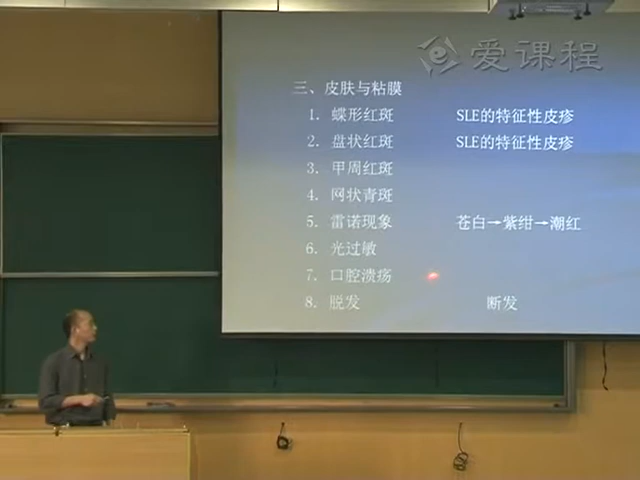 爱课程
三、皮肤与粘膜
1. 蝶形红斑 SLE的特征性皮疹
2. 盘状红斑 SLE的特征性皮疹
3. 甲周红斑
4. 网状青斑
5. 雷诺现象 苍白→紫绀→潮红
6. 光过敏
7. 口腔溃疡
8. 脱发 断发